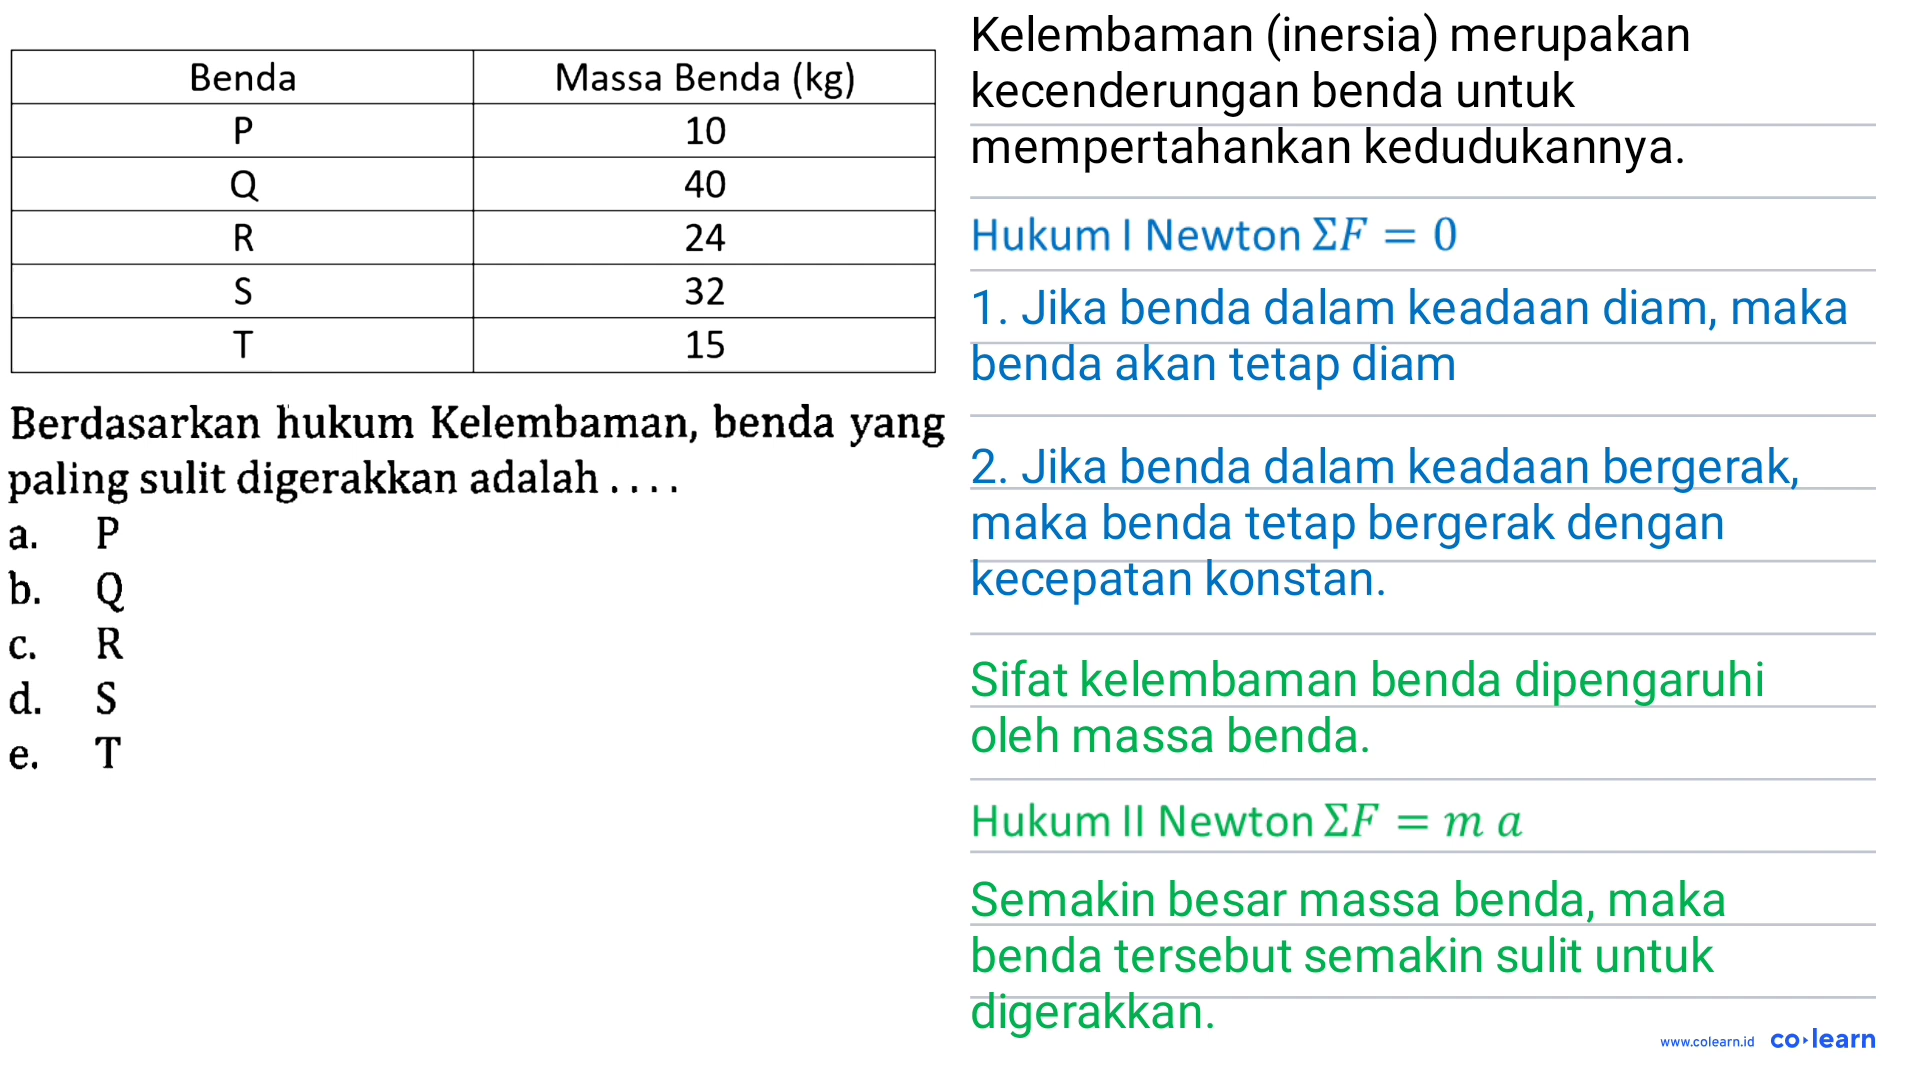 Benda Massa Benda (kg)
P 10
Q 40
R 24
S 32
T 15
Berdasarkan hukum Kelembaman, benda yang
paling sulit digerakkan adalah . . . .
a. P
b. Q
c. R
d. S
e. T
Kelembaman (inersia) merupakan
kecenderungan benda untuk
mempertahankan kedudukannya.
Hukum I Newton ΣF = 0
1. Jika benda dalam keadaan diam, maka
benda akan tetap diam
2. Jika benda dalam keadaan bergerak,
maka benda tetap bergerak dengan
kecepatan konstan.
Sifat kelembaman benda dipengaruhi
oleh massa benda.
Hukum II Newton ΣF = m a
Semakin besar massa benda, maka
benda tersebut semakin sulit untuk
digerakkan.
www.colearn.id co learn